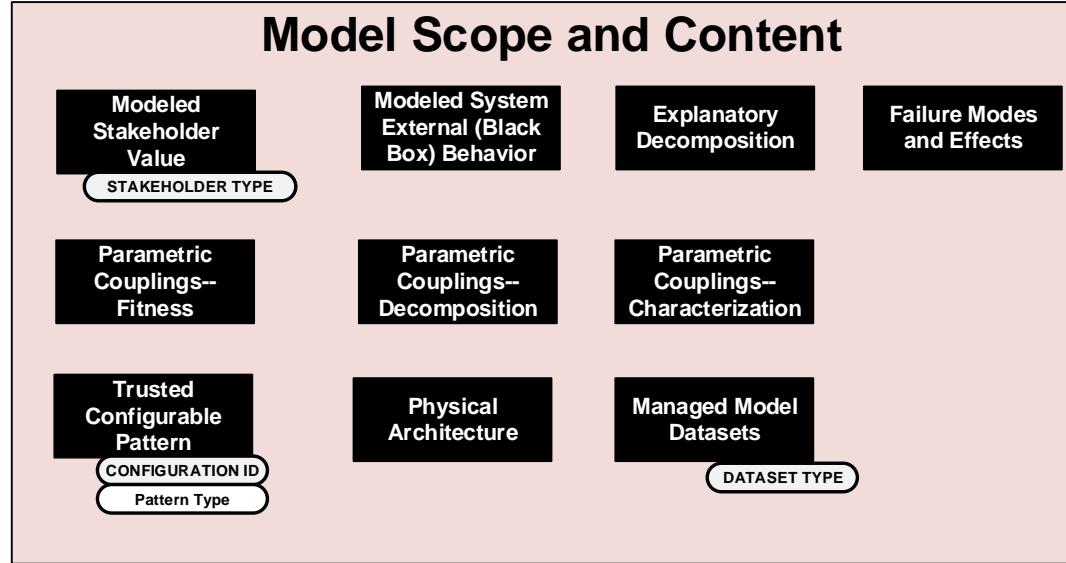 Model Scope and Content
Modeled
Stakeholder
Value
STAKEHOLDER TYPE
Modeled System
External (Black
Box) Behavior
Explanatory
Decomposition
Failure Modes
and Effects
Parametric
Couplings--
Fitness
Parametric
Couplings--
Decomposition
Parametric
Couplings--
Characterization
Trusted
Configurable
Pattern
CONFIGURATION ID
Pattern Type
Physical
Architecture
Managed Model
Datasets
DATASET TYPE